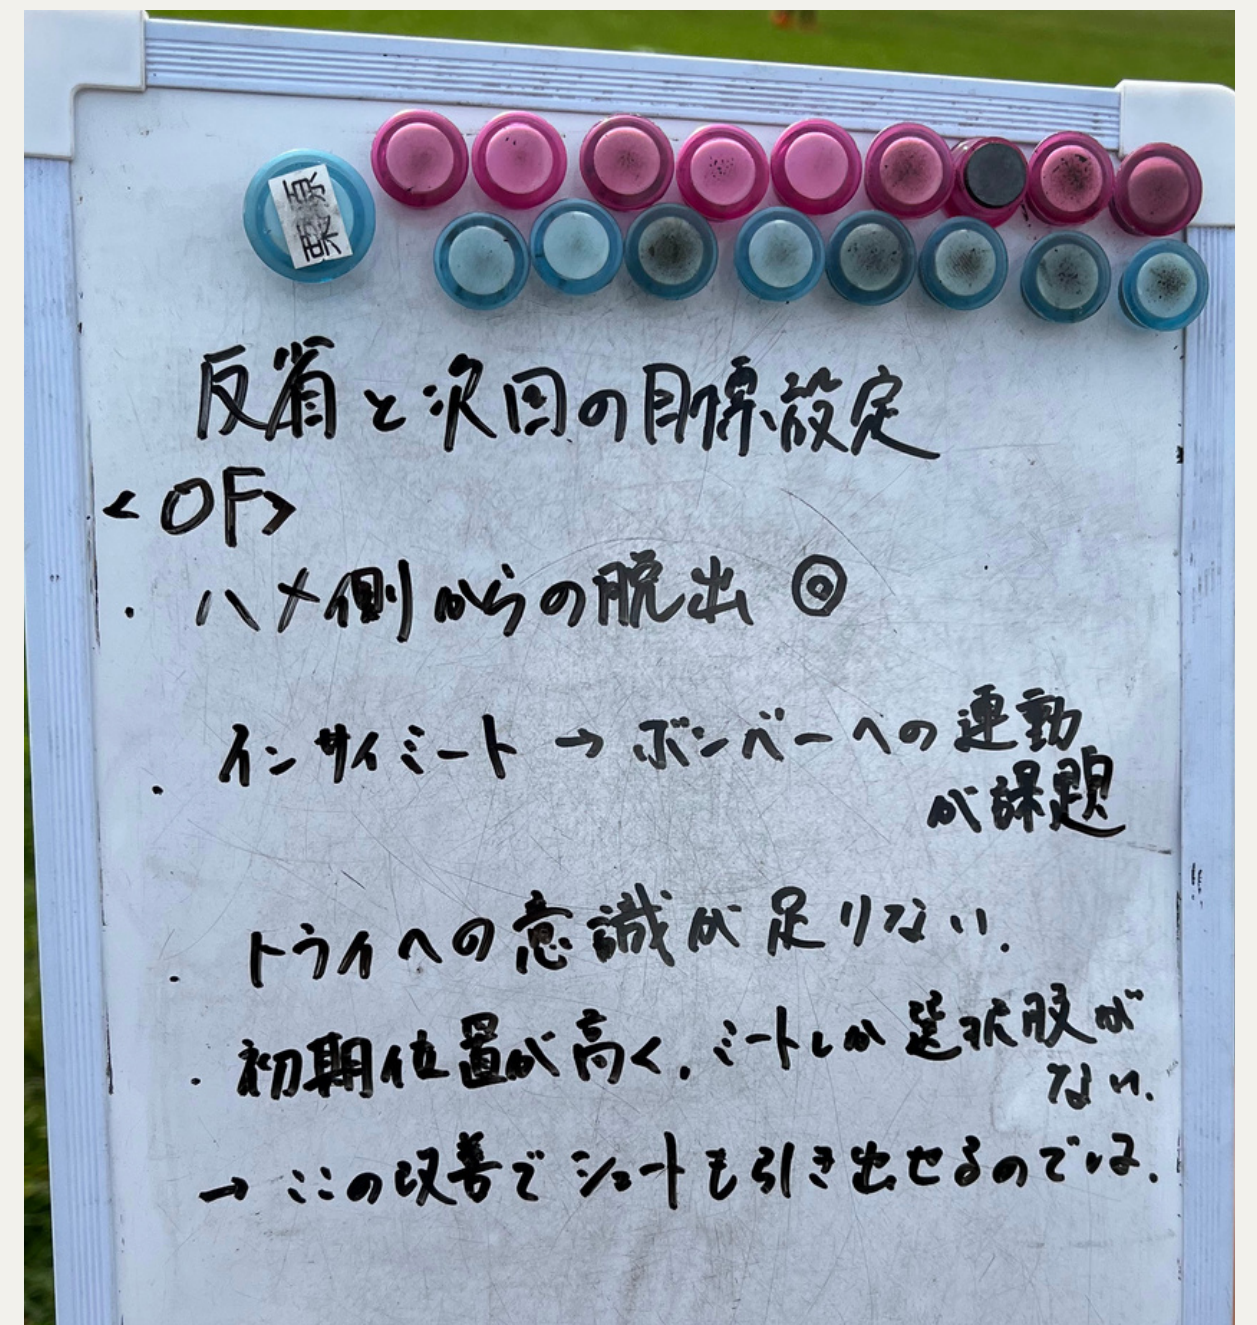 反省と次回の目標設定
<OF>
・ハメ側からの脱出 ◎
・インサイミート → ボンベーへの連動
が課題
・トライへの意識が足りない.
・初期位置が高く. ミートしか選択肢が
ない.
→ ここの改善でシュートも引き出せるのでは.